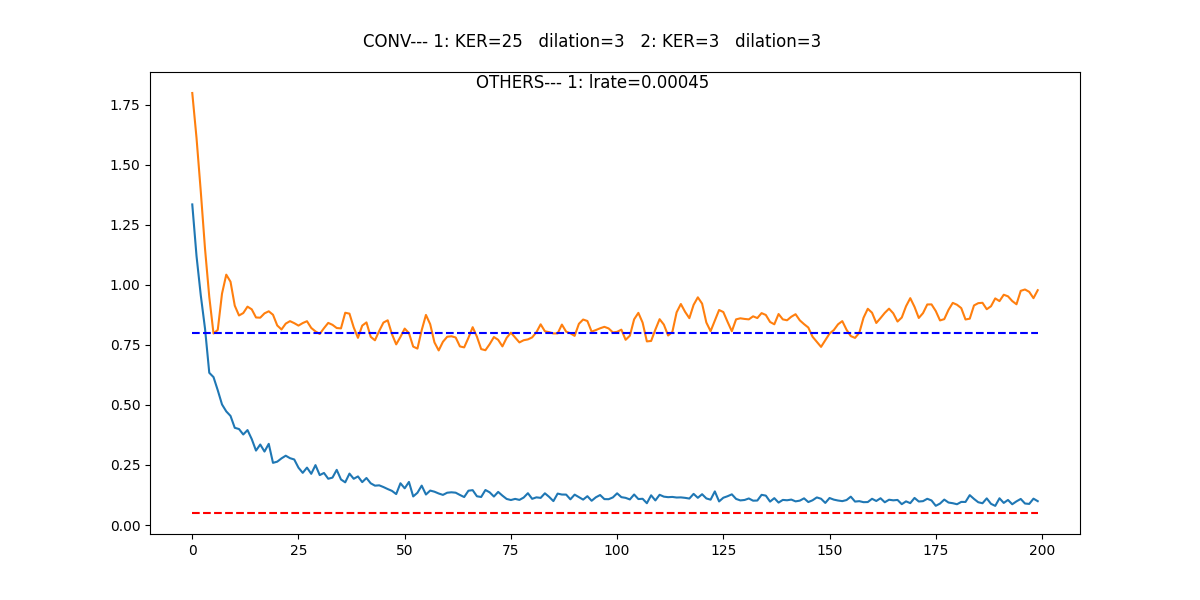 CONV--- 1: KER=25   dilation=3   2: KER=3   dilation=3
OTHERS--- 1: lrate=0.00045
1.75
1.50
1.25
1.00
0.75
0.50
0.25
0.00
0 25 50 75 100 125 150 175 200